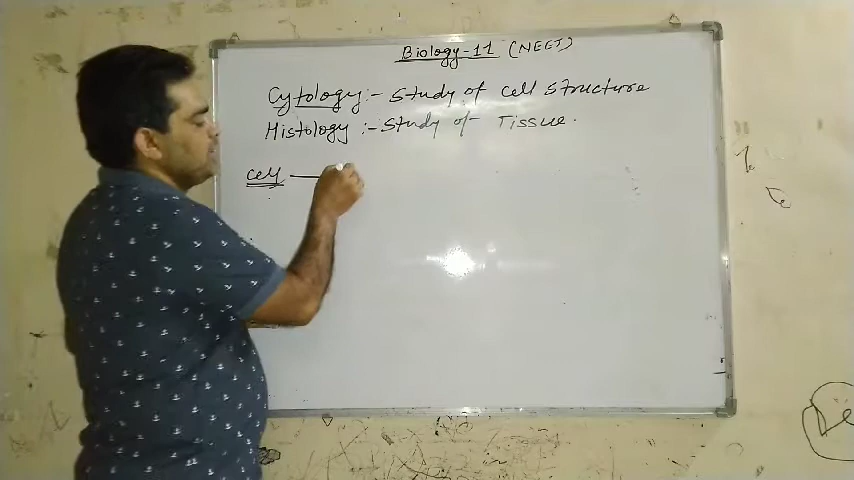 Biology-11 (NEET)
Cytology :- Study of cell structure
Histology :- Study of Tissue.
Cell —